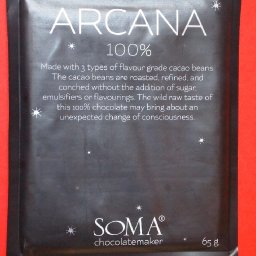 ARCANA
100%
Made with 3 types of flavour grade cacao beans
The cacao beans are roasted, refined, and
conched without the addition of sugar,
emulsifiers or flavourings. The wild raw taste of
this 100% chocolate may bring about an
unexpected change of consciousness.
SOMA®
chocolatemaker
65 g